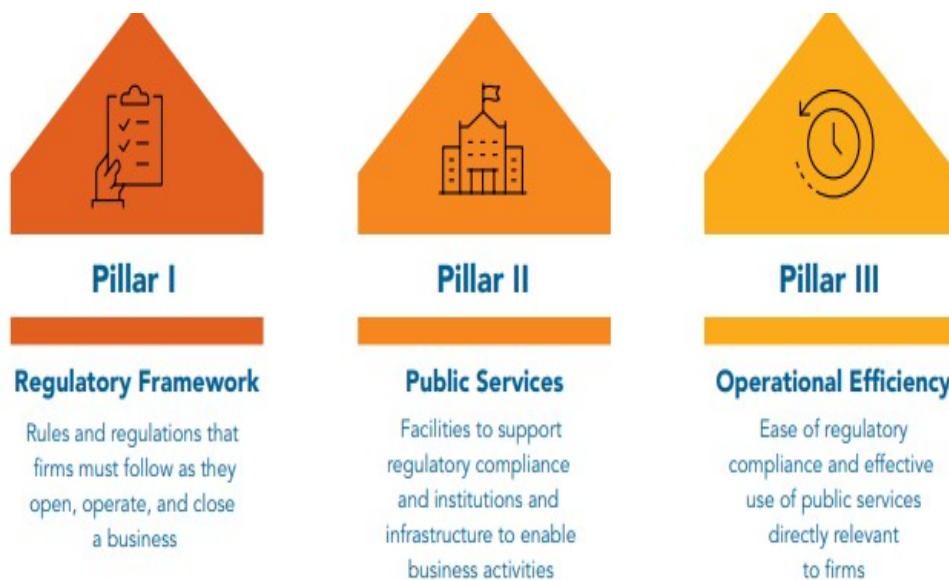 Pillar I
Regulatory Framework
Rules and regulations that
firms must follow as they
open, operate, and close
a business
Pillar II
Public Services
Facilities to support
regulatory compliance
and institutions and
infrastructure to enable
business activities
Pillar III
Operational Efficiency
Ease of regulatory
compliance and effective
use of public services
directly relevant
to firms